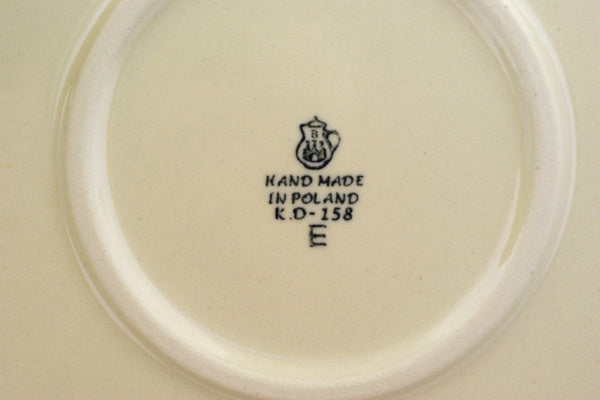 B
HAND MADE
IN POLAND
K.D-158
E